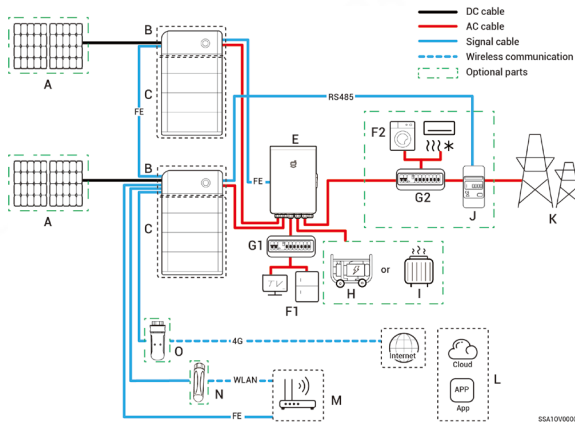 DC cable
AC cable
Signal cable
Wireless communication
Optional parts
A
B
C
FE
RS485
E
FE
F2
G2
J
K
A
B
C
G1
TV
F1
H
or
I
O
4G
Internet
Cloud
APP
App
L
N
WLAN
FE
M